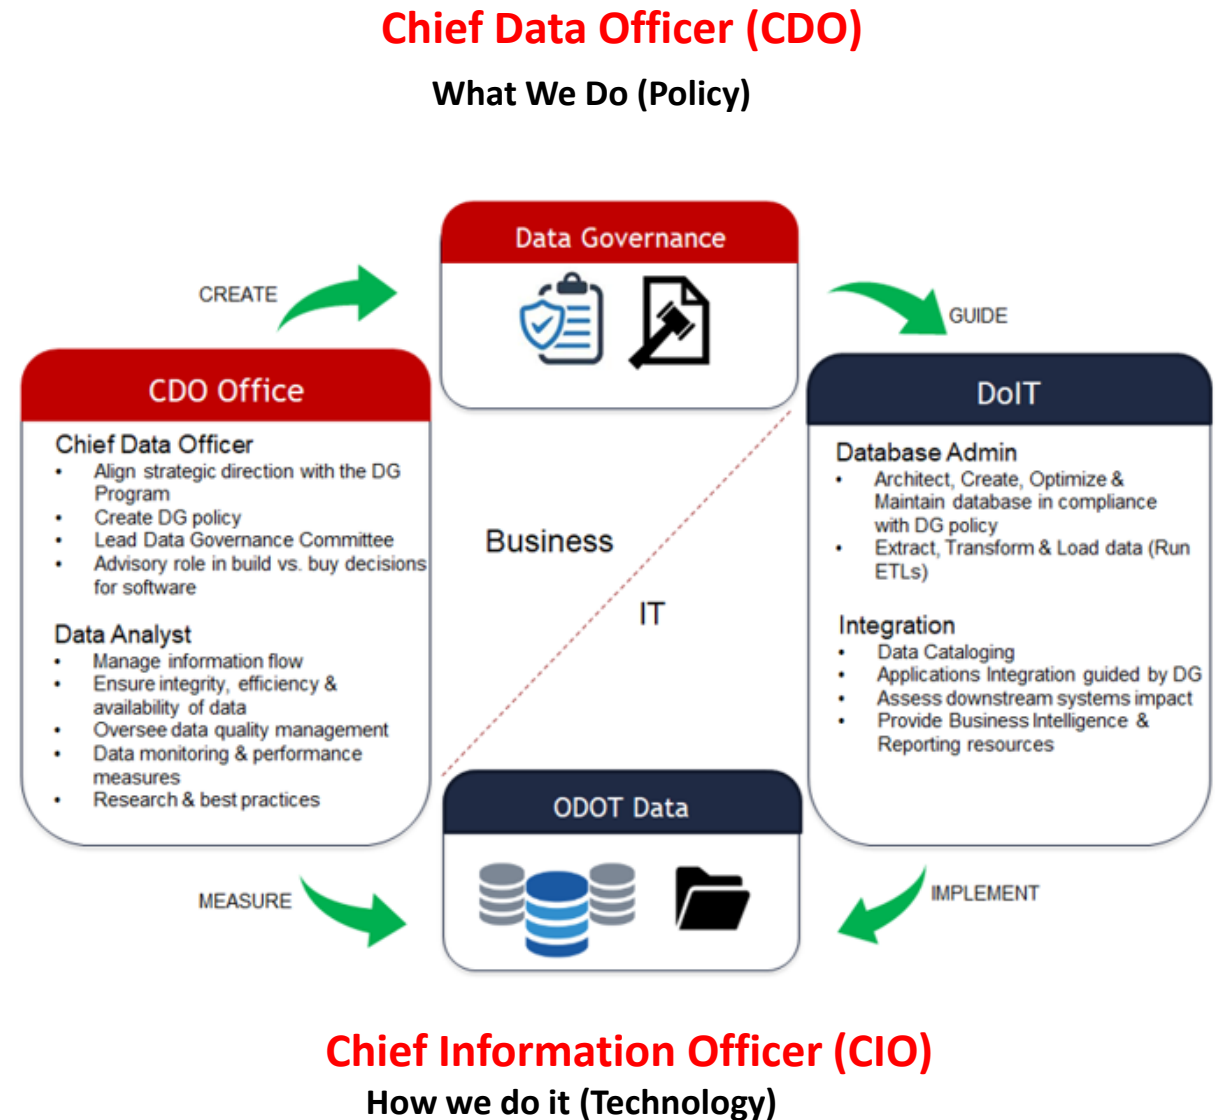 Chief Data Officer (CDO)
What We Do (Policy)
Data Governance
CREATE
GUIDE
CDO Office
Chief Data Officer
• Align strategic direction with the DG
Program
• Create DG policy
• Lead Data Governance Committee
• Advisory role in build vs. buy decisions
for software
Data Analyst
• Manage information flow
• Ensure integrity, efficiency &
availability of data
• Oversee data quality management
• Data monitoring & performance
measures
• Research & best practices
Business
IT
DoIT
Database Admin
• Architect, Create, Optimize &
Maintain database in compliance
with DG policy
• Extract, Transform & Load data (Run
ETLs)
Integration
• Data Cataloging
• Applications Integration guided by DG
• Assess downstream systems impact
• Provide Business Intelligence &
Reporting resources
ODOT Data
MEASURE
IMPLEMENT
Chief Information Officer (CIO)
How we do it (Technology)